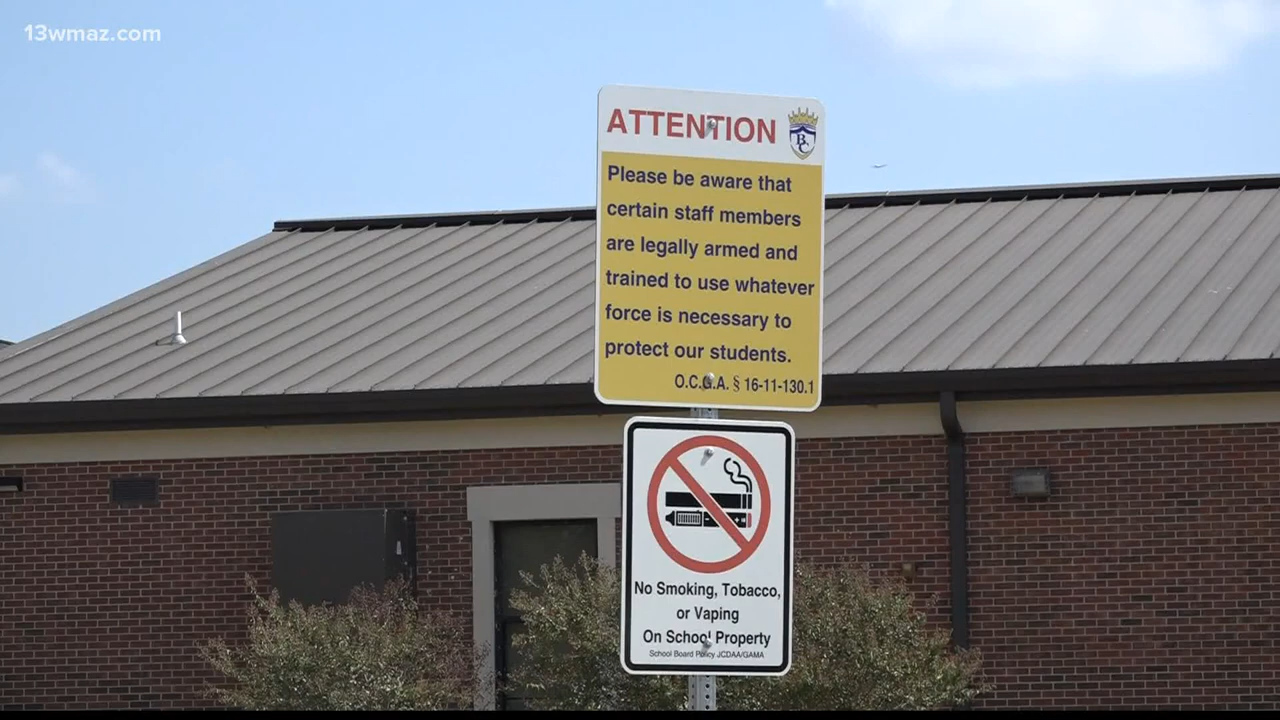 13wmaz.com
ATTENTION
BC
Please be aware that
certain staff members
are legally armed and
trained to use whatever
force is necessary to
protect our students.
O.C.G.A. § 16-11-130.1
No Smoking, Tobacco,
or Vaping
On School Property
School Board Policy JCDAA/GAMA